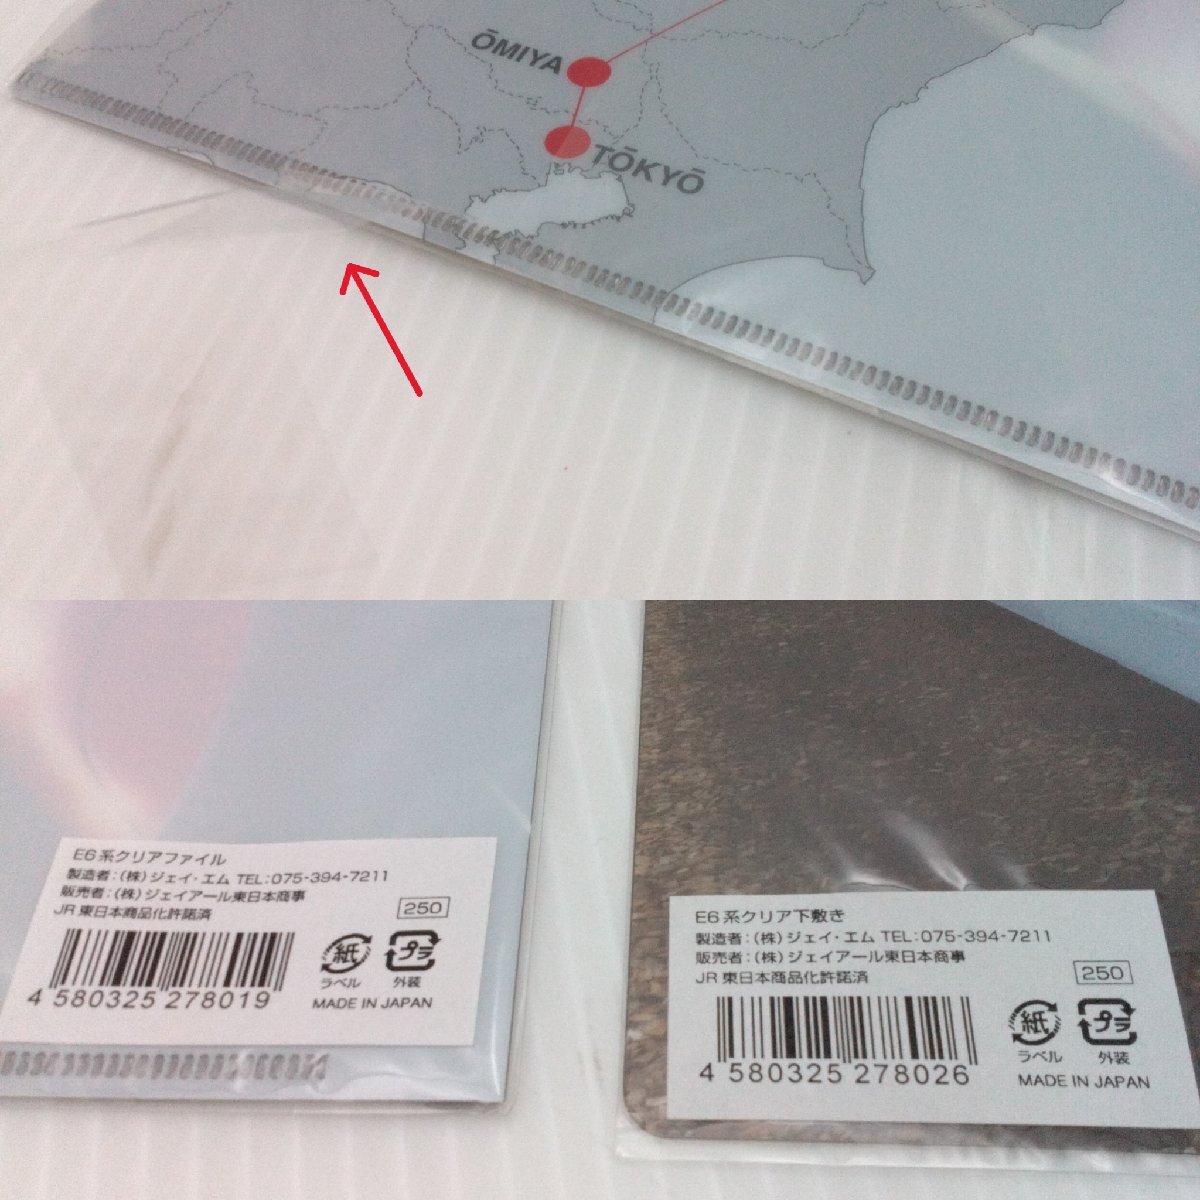 ŌMIYA
TŌKYŌ
E6系クリアファイル
製造者:(株)ジェイ・エム TEL:075-394-7211
販売者:(株)ジェイアール東日本商事
JR東日本商品化許諾済
250
4 580325 278019
紙
ラベル
プラ
外装
MADE IN JAPAN
E6系クリア下敷き
製造者:(株)ジェイ・エム TEL:075-394-7211
販売者:(株)ジェイアール東日本商事
JR東日本商品化許諾済
250
4 580325 278026
紙
ラベル
プラ
外装
MADE IN JAPAN